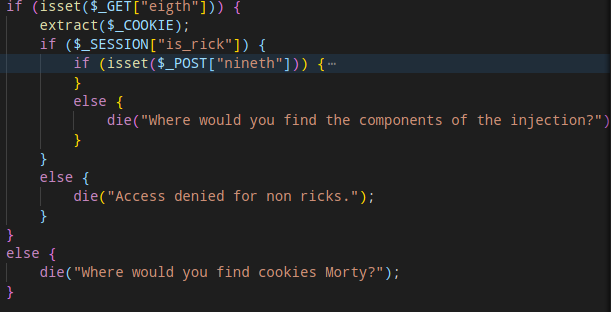 if (isset($_GET["eigth"])) {
    extract($_COOKIE);
    if ($_SESSION["is_rick"]) {
        if (isset($_POST["nineth"])) {⋯
        }
        else {
            die("Where would you find the components of the injection?")
        }
    }
    else {
        die("Access denied for non ricks.");
    }
}
else {
    die("Where would you find cookies Morty?");
}